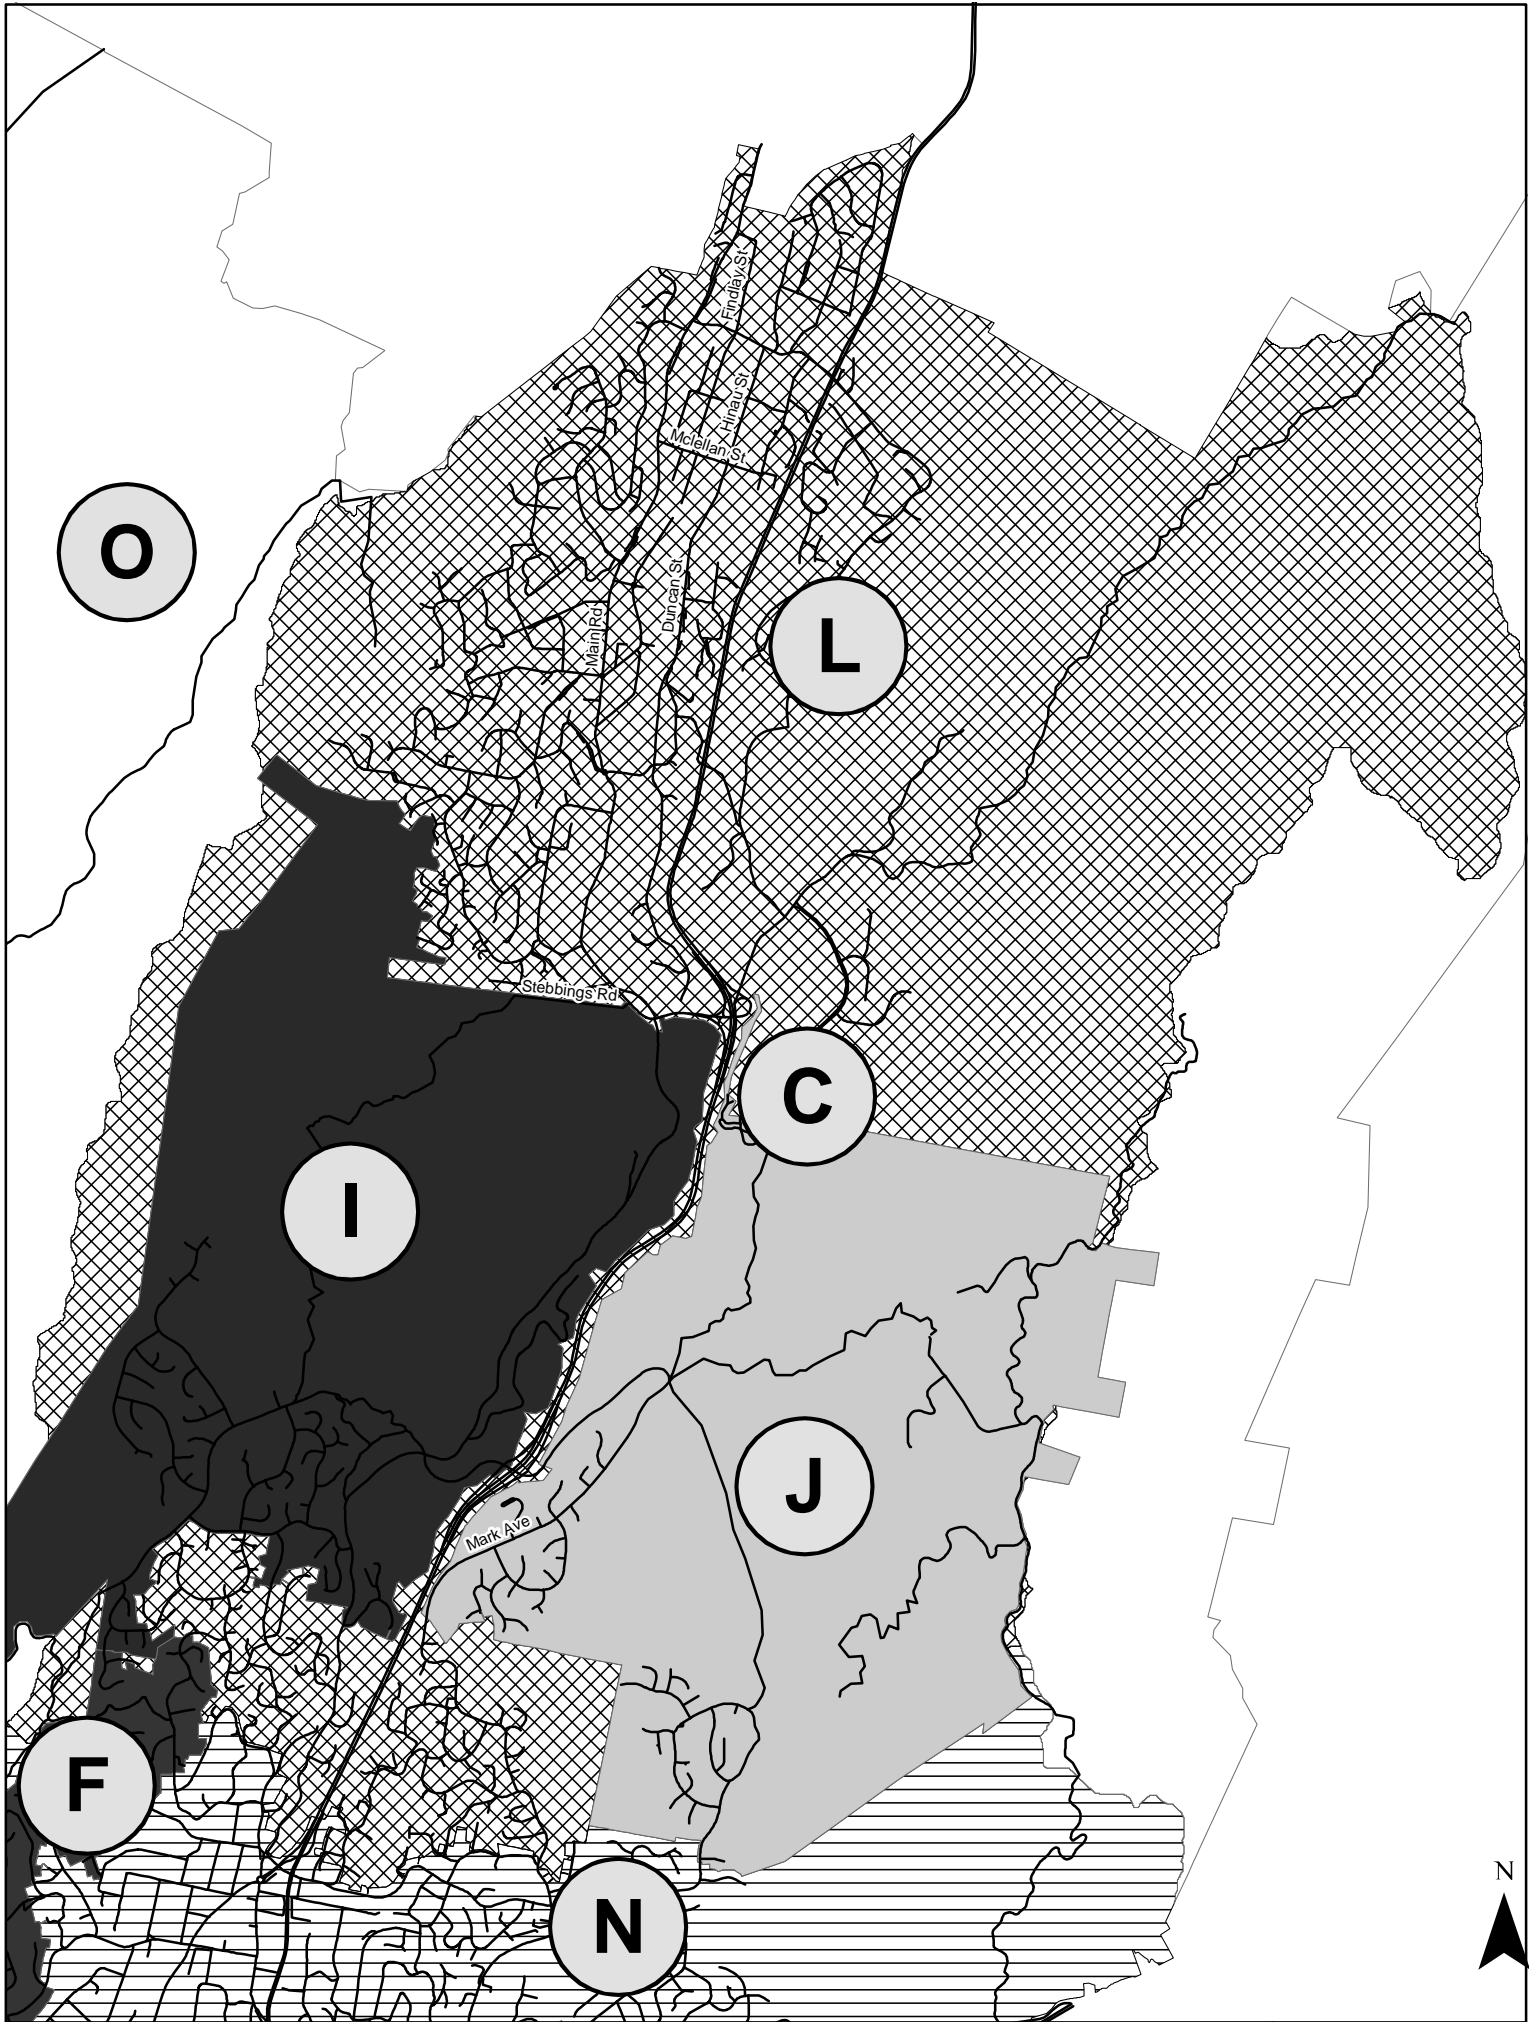 Findlay St
Hinau St
Mclellan St
O
Duncan St
Main Rd
L
Stebbings Rd
C
I
J
Mark Ave
F
N
N